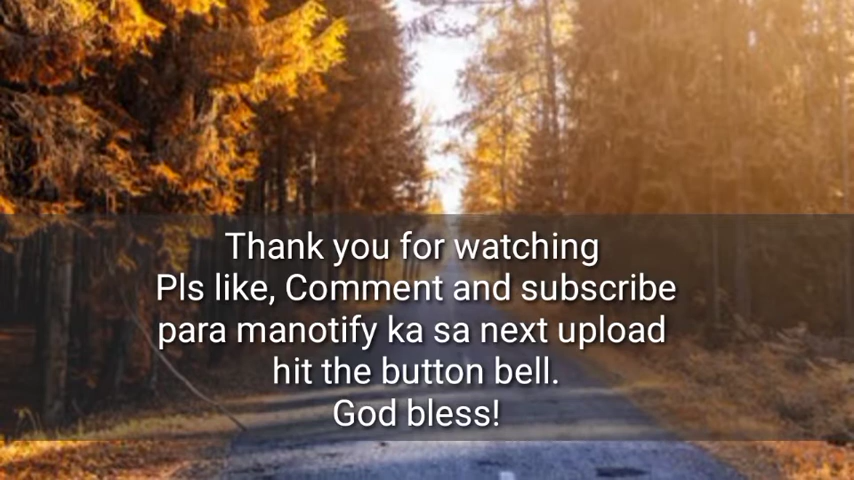 Thank you for watching
Pls like, Comment and subscribe
para manotify ka sa next upload
hit the button bell.
God bless!